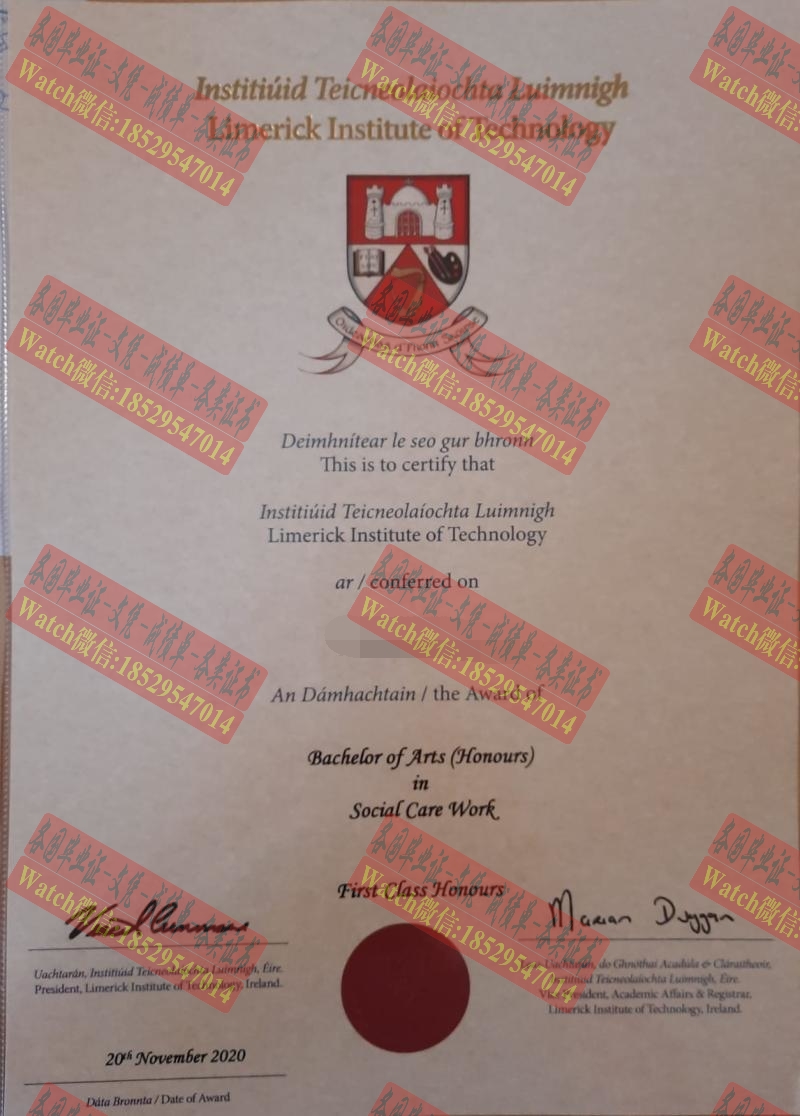 Institiúid Teicneolaíochta Luimnigh
Limerick Institute of Technology
Deimhnítear le seo gur bhronn
This is to certify that
Institiúid Teicneolaíochta Luimnigh
Limerick Institute of Technology
ar / conferred on
An Dámhachtain / the Award of
Bachelor of Arts (Honours)
in
Social Care Work
First Class Honours
Marian Duggan
Uachtarán, Institiúid Teicneolaíochta Luimnigh, Éire.
President, Limerick Institute of Technology, Ireland.
Uachtarán, do Ghnóthaí Acadúla & Cláraitheoir,
Institiúid Teicneolaíochta Luimnigh, Éire.
Vice President, Academic Affairs & Registrar,
Limerick Institute of Technology, Ireland.
20th November 2020
Dáta Bronnta / Date of Award
各国毕业证-文凭-成绩单-各类证书
Watch微信:18529547014